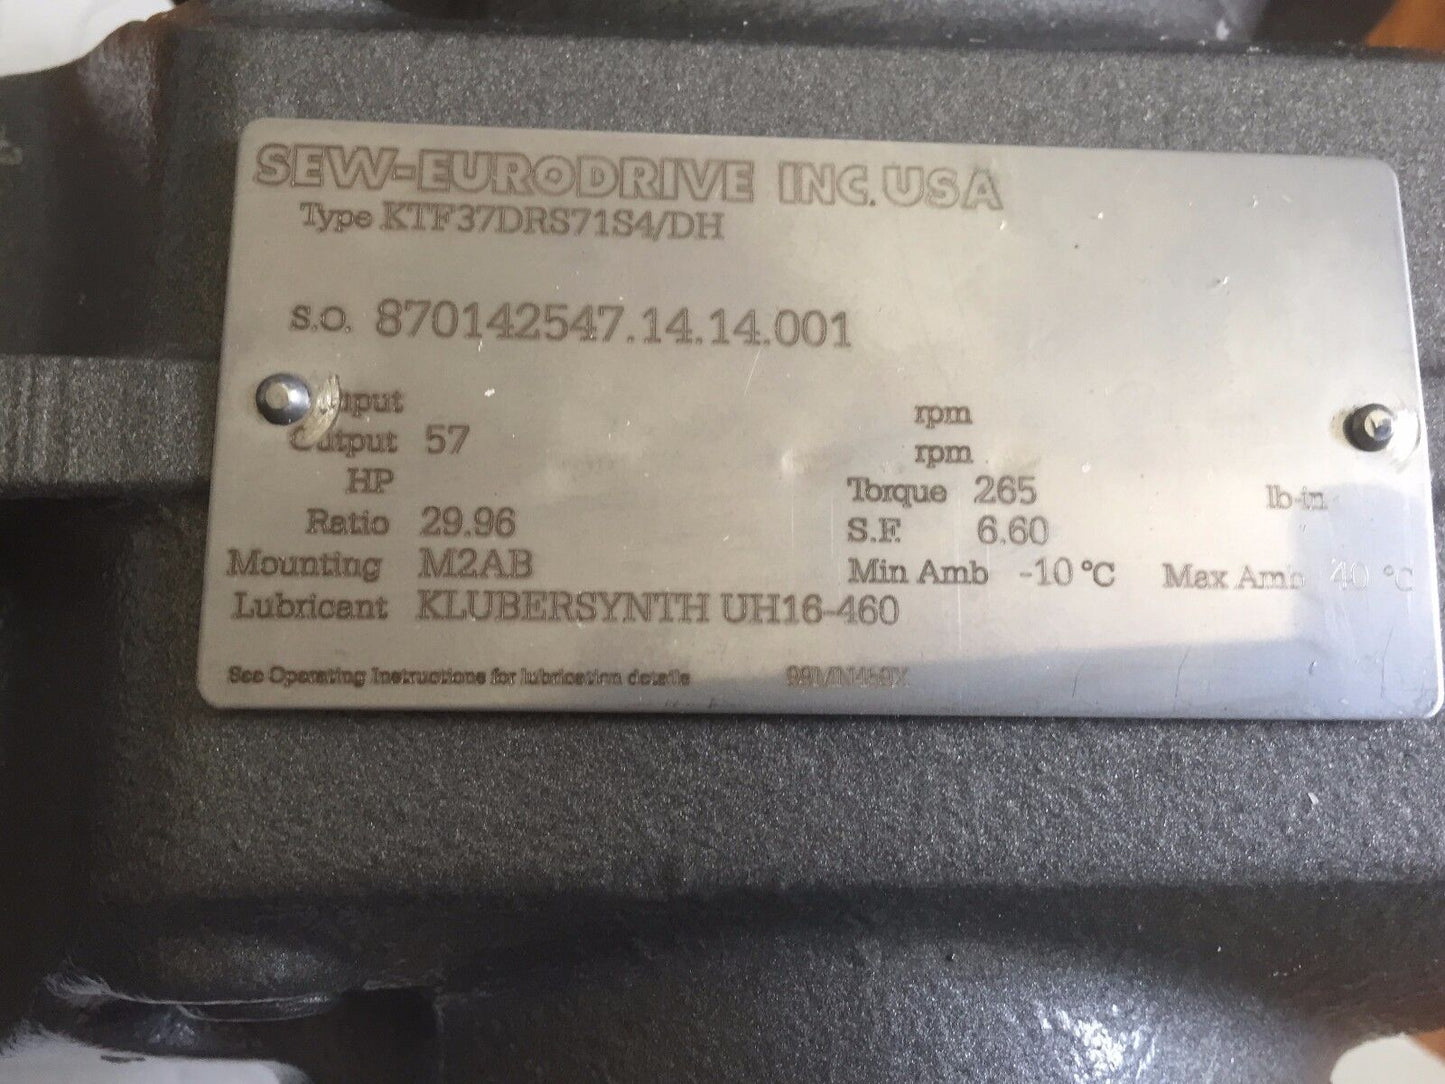 SEW-EURODRIVE INC. USA
Type KTF37DRS71S4/DH
S.O. 870142547.14.14.001
Input rpm
Output 57 rpm
HP Torque 265 lb-in
Ratio 29.96 S.F. 6.60
Mounting M2AB Min Amb -10 °C Max Amb 40 °C
Lubricant KLUBERSYNTH UH16-460
See Operating Instructions for lubrication details